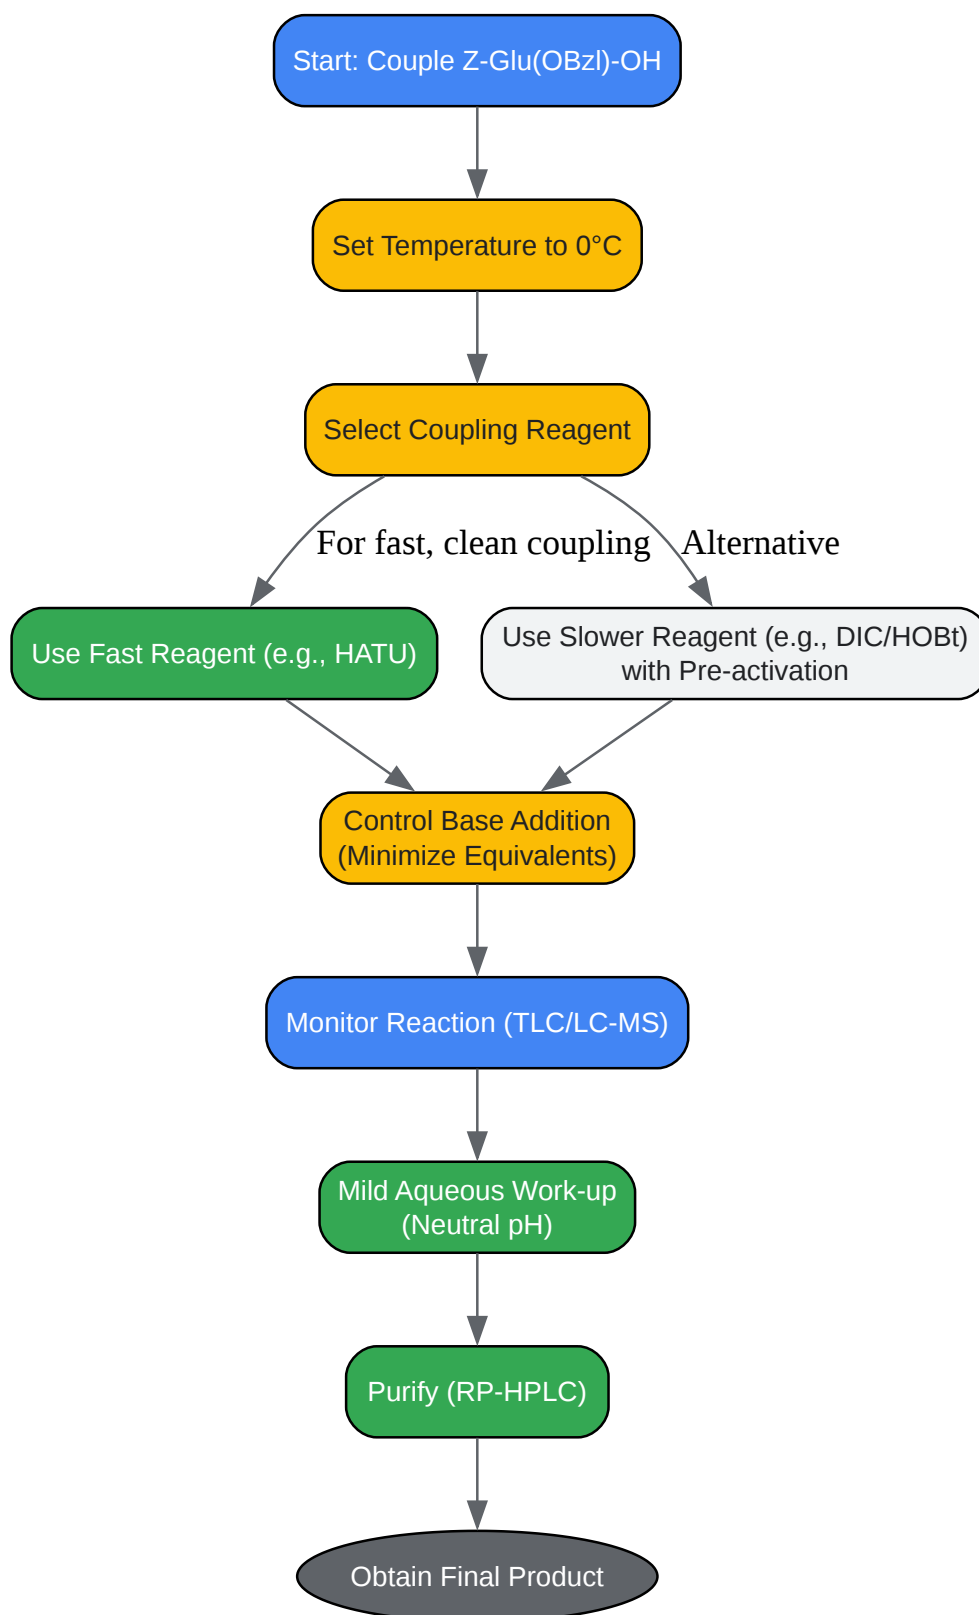 Start: Couple Z-Glu(OBzl)-OH
Set Temperature to 0°C
Select Coupling Reagent
For fast, clean coupling
Alternative
Use Fast Reagent (e.g., HATU)
Use Slower Reagent (e.g., DIC/HOBt)
with Pre-activation
Control Base Addition
(Minimize Equivalents)
Monitor Reaction (TLC/LC-MS)
Mild Aqueous Work-up
(Neutral pH)
Purify (RP-HPLC)
Obtain Final Product